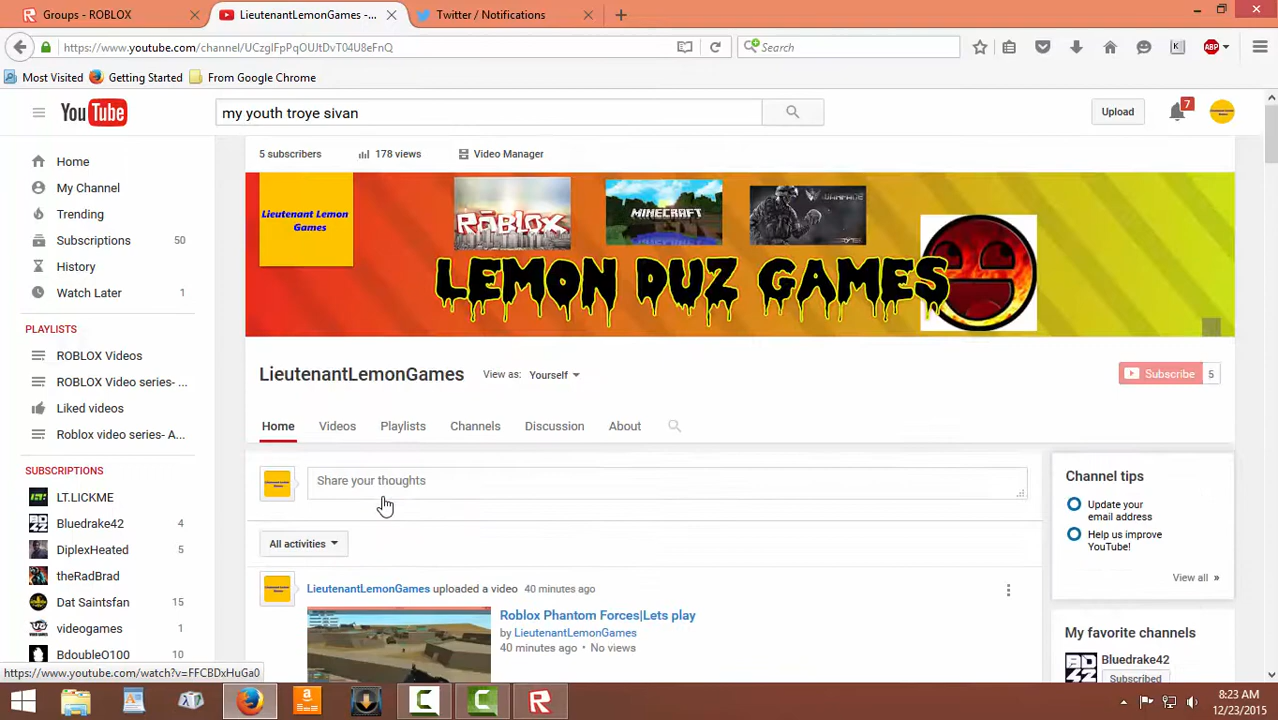 Groups - ROBLOX
LieutenantLemonGames -...
Twitter / Notifications
https://www.youtube.com/channel/UCzgIFpPqOUJtDvT04U8eFnQ
Search
ABP
Most Visited
Getting Started
From Google Chrome
YouTube
my youth troye sivan
Upload
7
5 subscribers
178 views
Video Manager
Home
My Channel
Trending
Subscriptions 50
History
Watch Later 1
PLAYLISTS
ROBLOX Videos
ROBLOX Video series- ...
Liked videos
Roblox video series- A...
SUBSCRIPTIONS
LT.LICKME
Bluedrake42 4
DiplexHeated 5
theRadBrad
Dat Saintsfan 15
videogames 1
BdoubleO100 10
Lieutenant Lemon
Games
ROBLOX
MINECRAFT
WARFACE
LEMON DUZ GAMES
LieutenantLemonGames
View as: Yourself
Subscribe 5
Home Videos Playlists Channels Discussion About
Share your thoughts
All activities
LieutenantLemonGames uploaded a video 40 minutes ago
Roblox Phantom Forces|Lets play
by LieutenantLemonGames
40 minutes ago • No views
Channel tips
Update your
email address
Help us improve
YouTube!
View all »
My favorite channels
Bluedrake42
Subscribed
https://www.youtube.com/watch?v=FFCBDxHuGa0
8:23 AM
12/23/2015